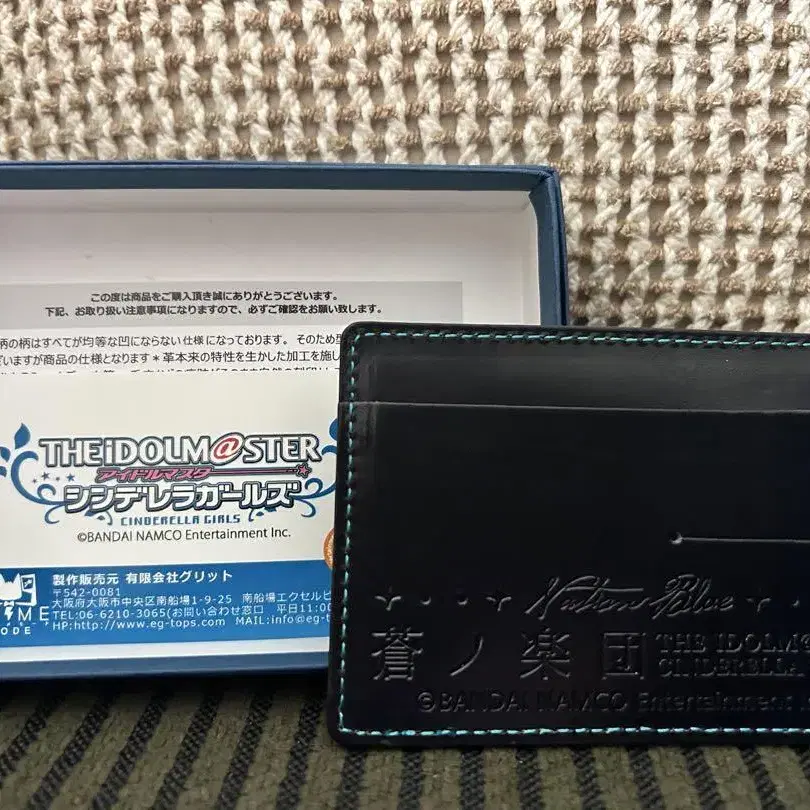 この度は商品をご購入頂き誠にありがとうございます。
下記、お取り扱い注意事項になりますので、必ずご確認をお願い致します。
柄の柄はすべてが均等な凹にならない仕様になっております。そのため
いますが商品の仕様となります＊革本来の特性を生かした加工を施し
THE iDOLM@STER
アイドルマスター
シンデレラガールズ
CINDERELLA GIRLS
©BANDAI NAMCO Entertainment Inc.
製作販売元 有限会社グリット
〒542-0081
大阪府大阪市中央区南船場1-9-25 南船場エクセルビ
TEL:06-6210-3065(お問い合わせ窓口 平日11:00
HP:http://www.eg-tops.com MAIL:info@eg-t
ME
ODE
Nation Blue
蒼ノ楽団
THE IDOLM@
CINDERELLA
©BANDAI NAMCO Entertainment